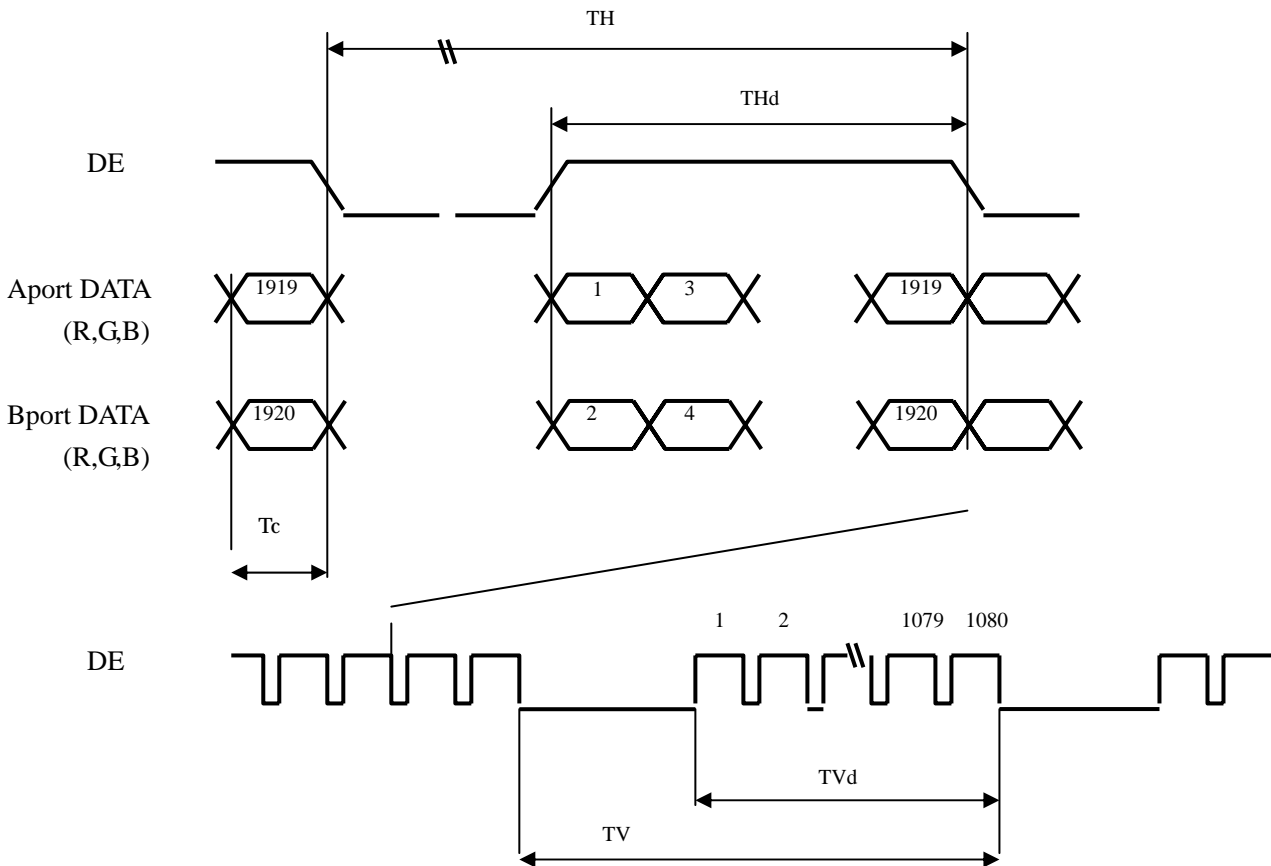 TH
THd
DE
Aport DATA
(R,G,B)
1919 1 3 1919
Bport DATA
(R,G,B)
1920 2 4 1920
Tc
1 2 1079 1080
DE
TVd
TV